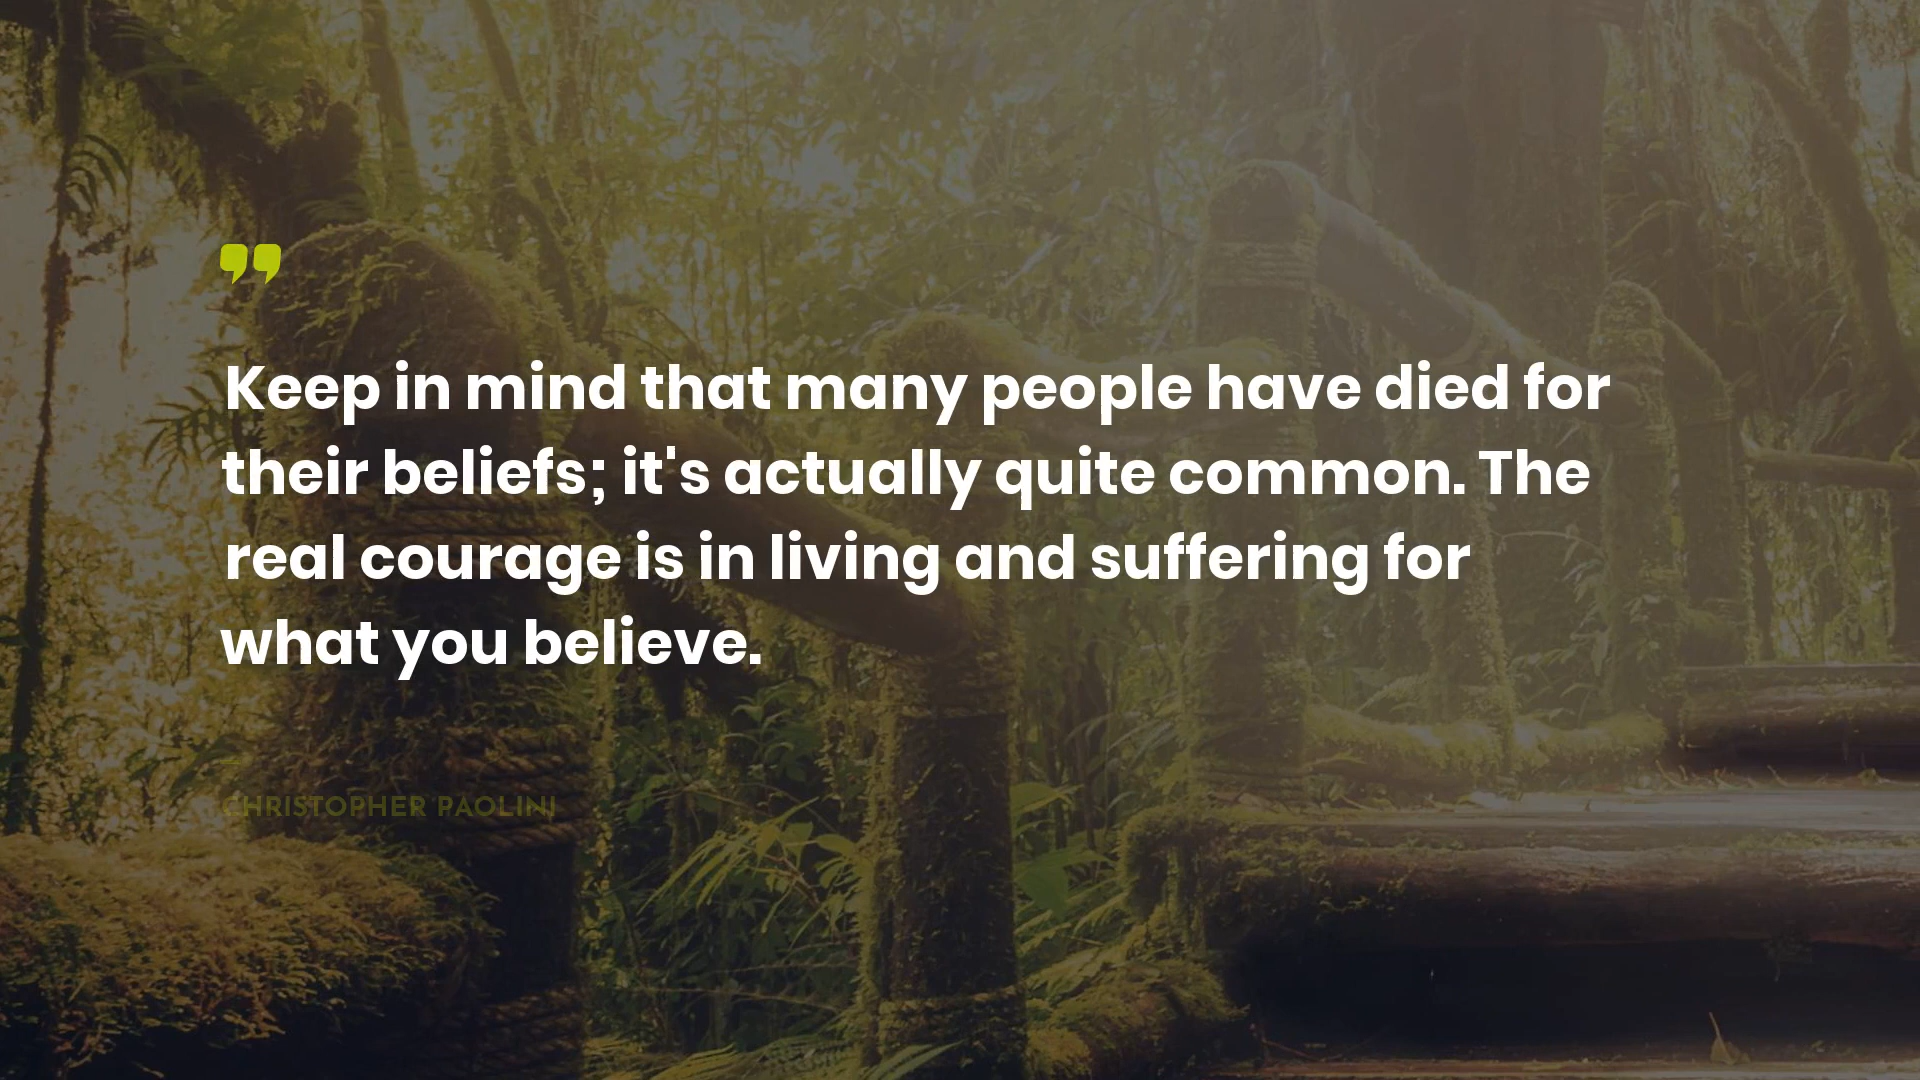 Keep in mind that many people have died for
their beliefs; it's actually quite common. The
real courage is in living and suffering for
what you believe.
CHRISTOPHER PAOLINI